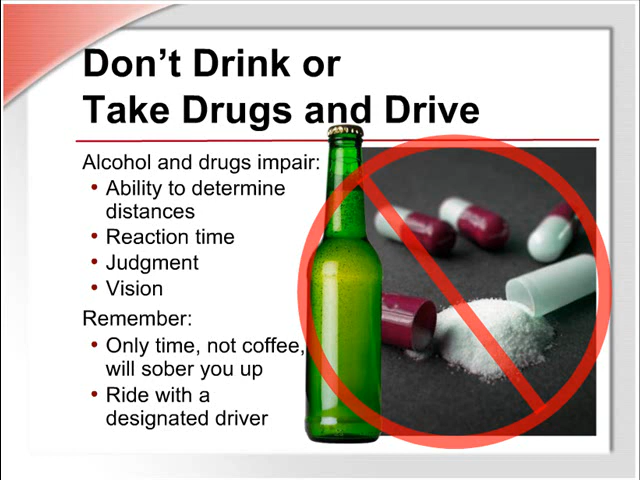 Don’t Drink or
Take Drugs and Drive
Alcohol and drugs impair:
• Ability to determine
distances
• Reaction time
• Judgment
• Vision
Remember:
• Only time, not coffee,
will sober you up
• Ride with a
designated driver